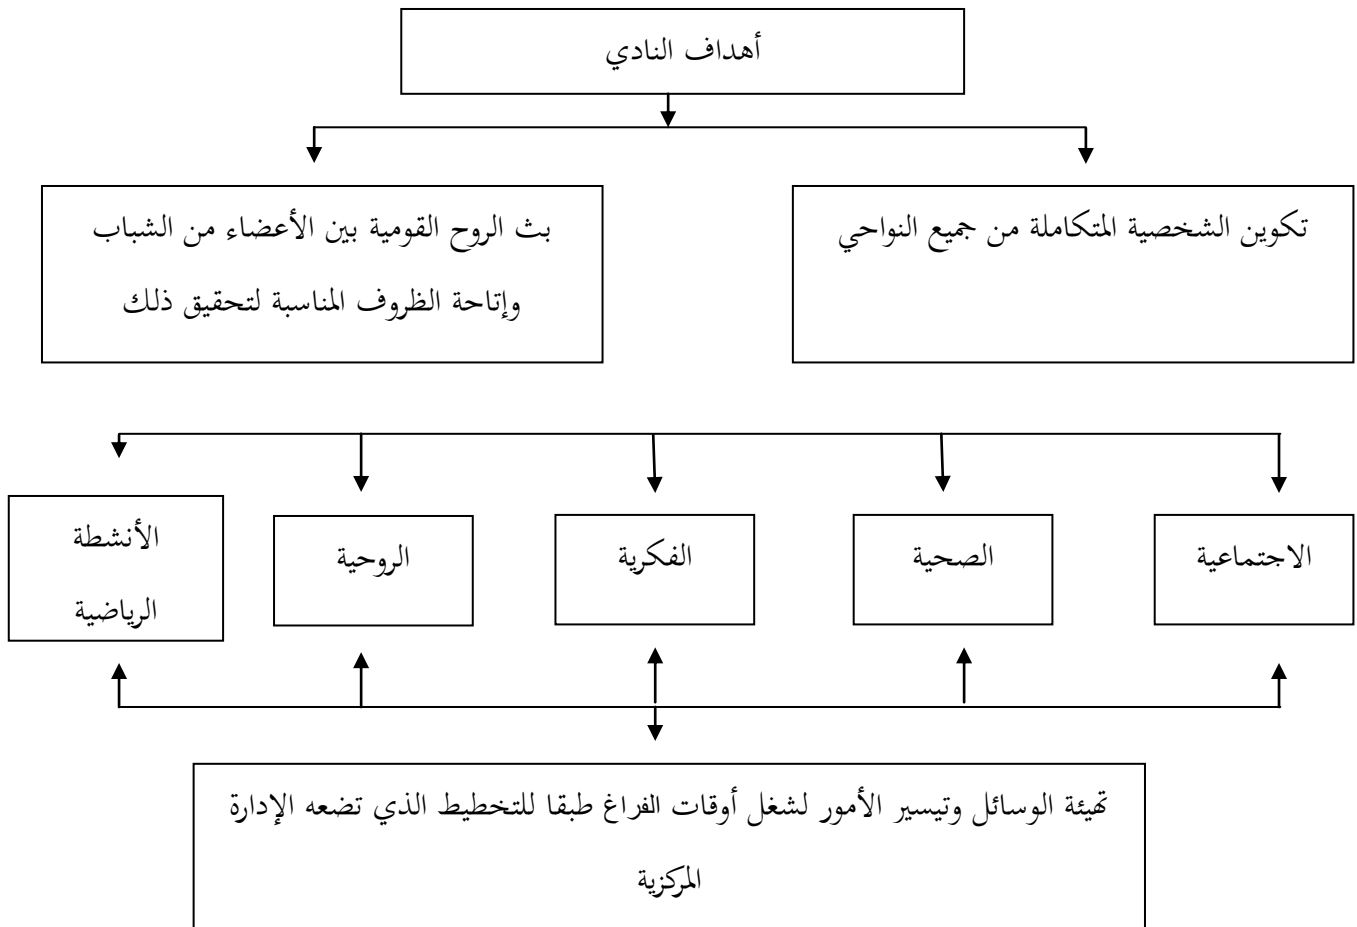 أهداف النادي
تكوين الشخصية المتكاملة من جميع النواحي
بث الروح القومية بين الأعضاء من الشباب
وإتاحة الظروف المناسبة لتحقيق ذلك
الاجتماعية
الصحية
الفكرية
الروحية
الأنشطة
الرياضية
تهيئة الوسائل وتيسير الأمور لشغل أوقات الفراغ طبقا للتخطيط الذي تضعه الإدارة
المركزية